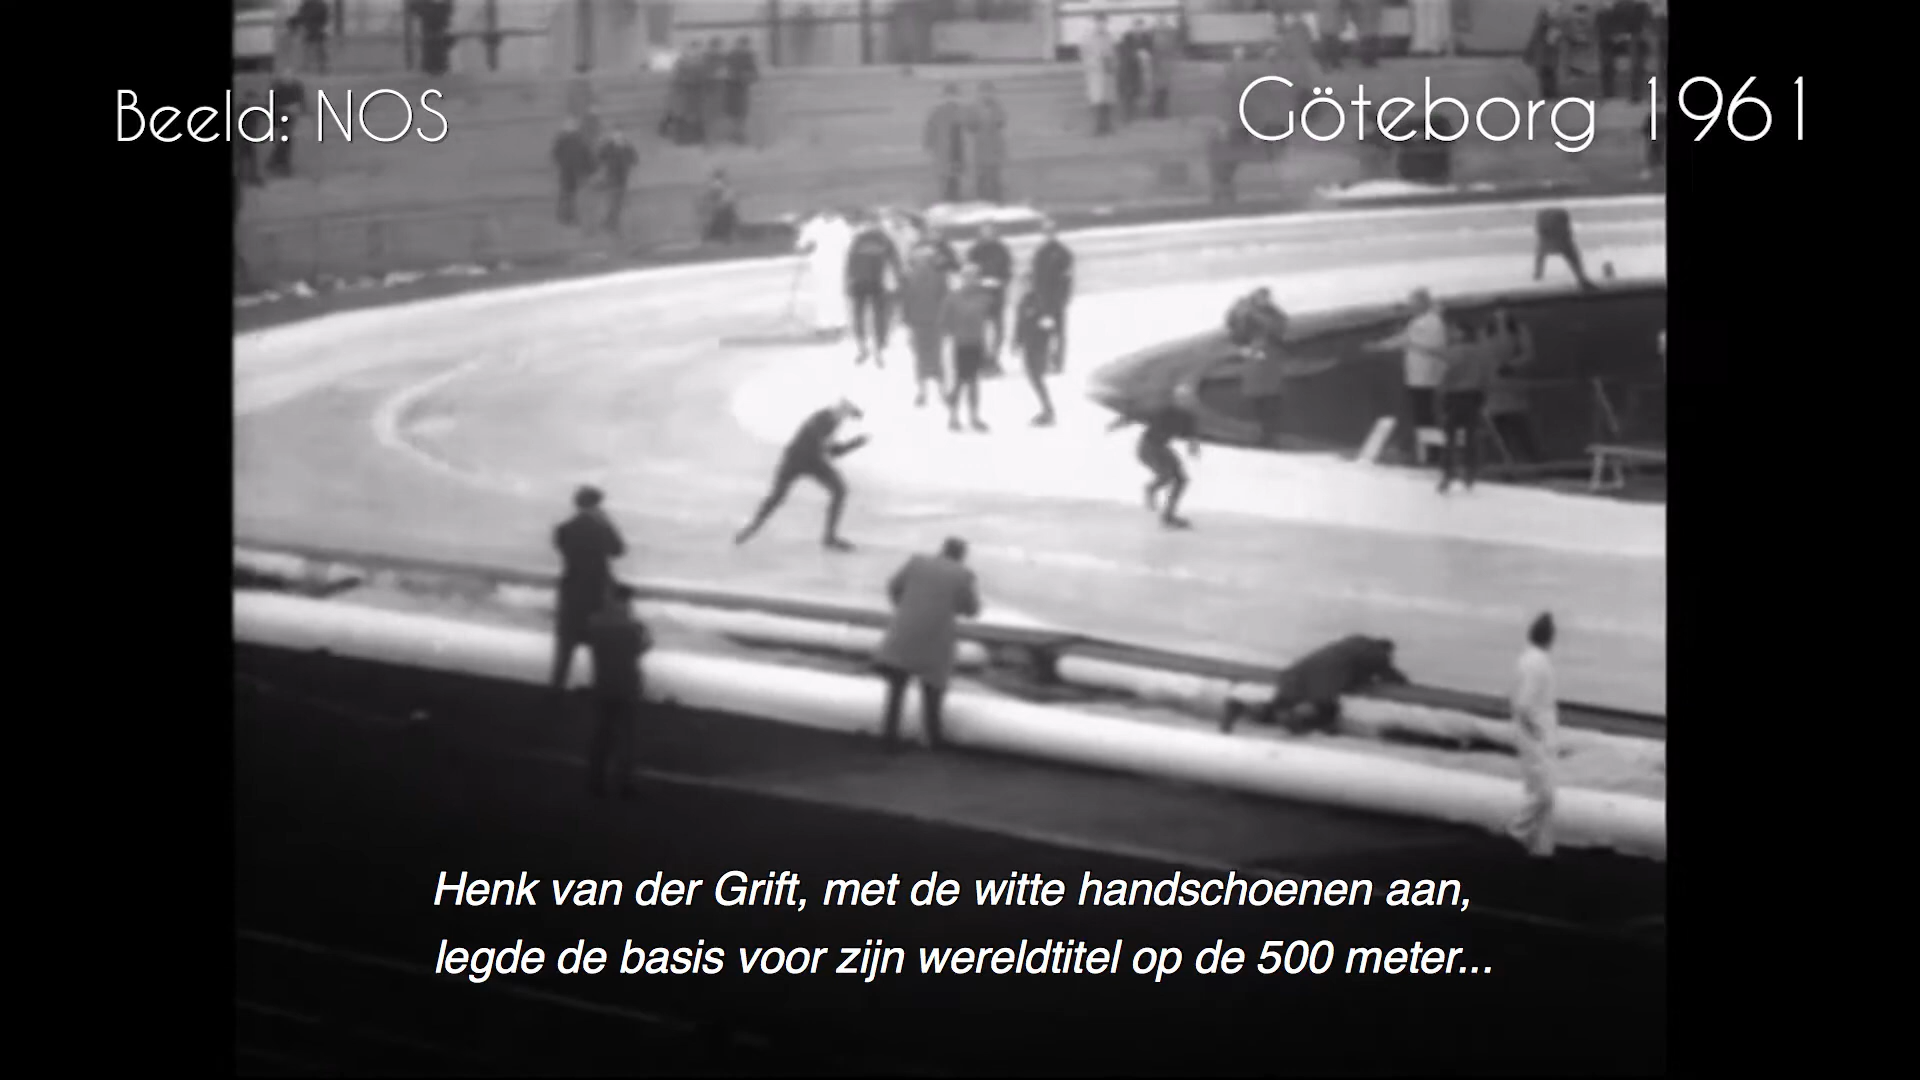 Beeld: NOS
Göteborg 1961
Henk van der Grift, met de witte handschoenen aan,
legde de basis voor zijn wereldtitel op de 500 meter...